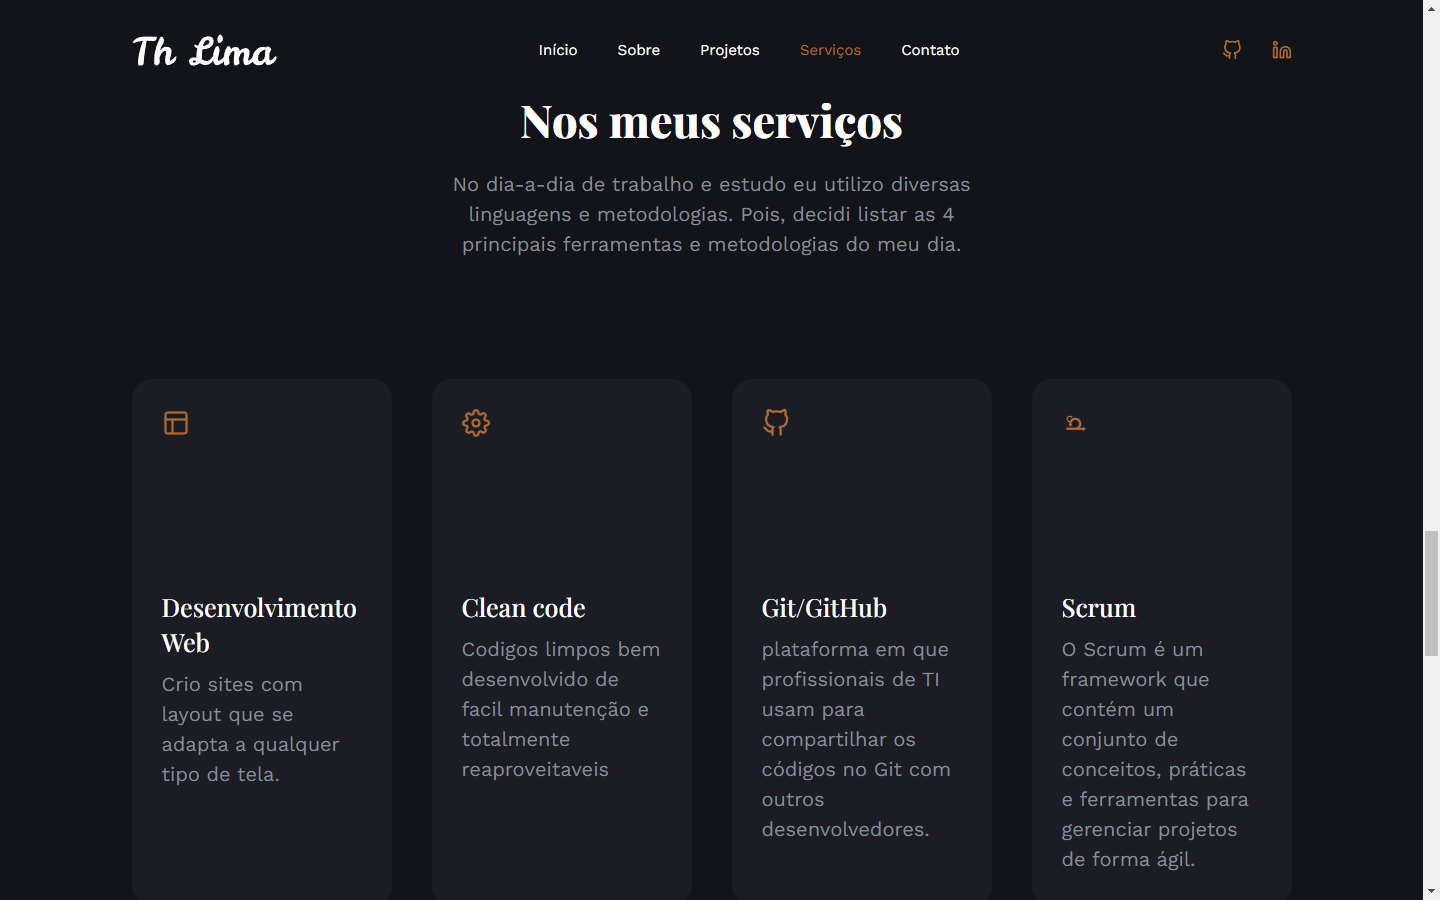 Th Lima
Início
Sobre
Projetos
Serviços
Contato
Nos meus serviços
No dia-a-dia de trabalho e estudo eu utilizo diversas
linguagens e metodologias. Pois, decidi listar as 4
principais ferramentas e metodologias do meu dia.
Desenvolvimento
Web
Crio sites com
layout que se
adapta a qualquer
tipo de tela.
Clean code
Codigos limpos bem
desenvolvido de
facil manutenção e
totalmente
reaproveitaveis
Git/GitHub
plataforma em que
profissionais de TI
usam para
compartilhar os
códigos no Git com
outros
desenvolvedores.
Scrum
O Scrum é um
framework que
contém um
conjunto de
conceitos, práticas
e ferramentas para
gerenciar projetos
de forma ágil.